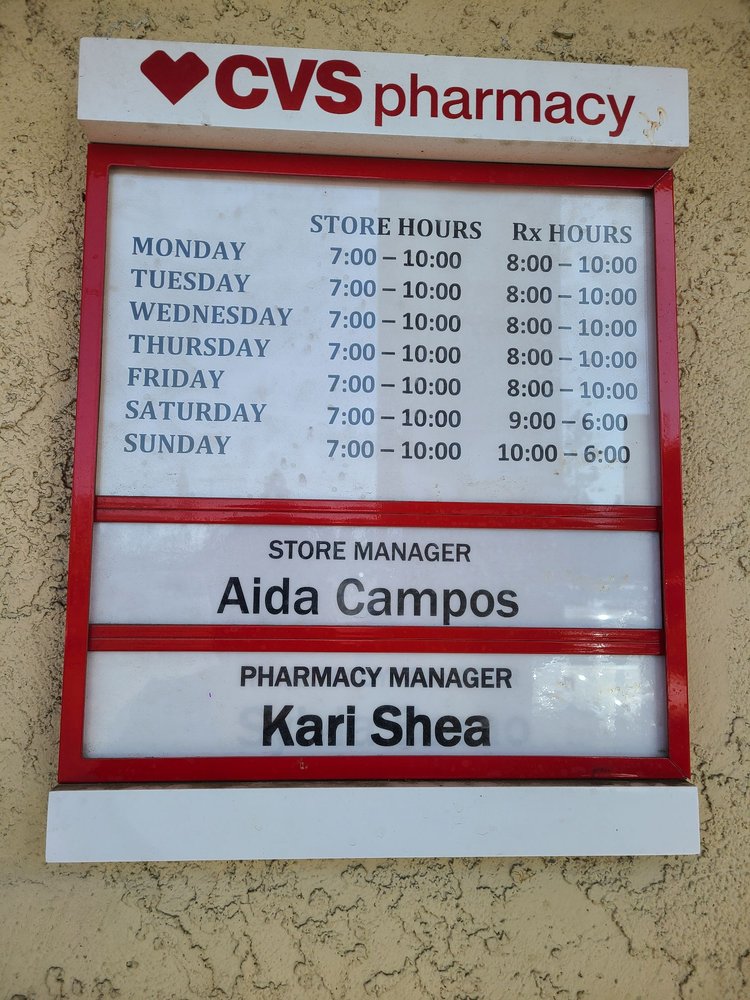 CVS pharmacy
STORE HOURS Rx HOURS
MONDAY 7:00 – 10:00 8:00 – 10:00
TUESDAY 7:00 – 10:00 8:00 – 10:00
WEDNESDAY 7:00 – 10:00 8:00 – 10:00
THURSDAY 7:00 – 10:00 8:00 – 10:00
FRIDAY 7:00 – 10:00 8:00 – 10:00
SATURDAY 7:00 – 10:00 9:00 – 6:00
SUNDAY 7:00 – 10:00 10:00 – 6:00
STORE MANAGER
Aida Campos
PHARMACY MANAGER
Kari Shea